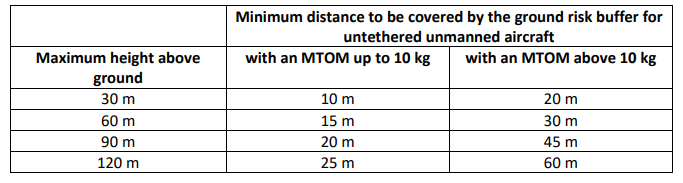 Minimum distance to be covered by the ground risk buffer for
untethered unmanned aircraft
Maximum height above
ground
with an MTOM up to 10 kg
with an MTOM above 10 kg
30 m 10 m 20 m
60 m 15 m 30 m
90 m 20 m 45 m
120 m 25 m 60 m